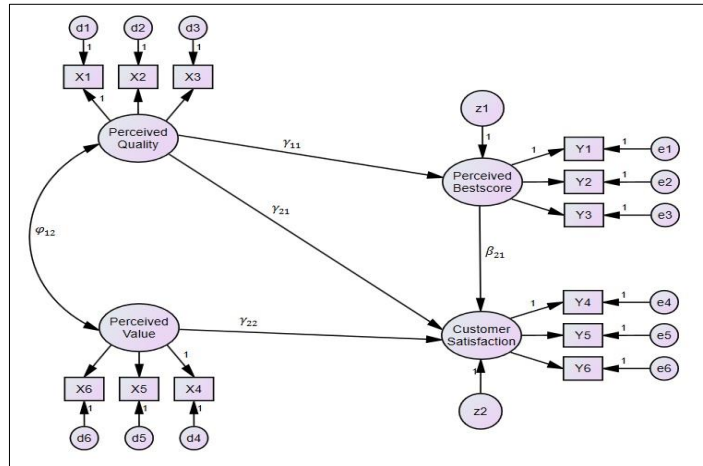 d1
d2
d3
1
1
1
X1
X2
X3
1
Perceived
Quality
z1
1
γ11
1
Y1
1
e1
Perceived
Bestscore
Y2
1
e2
Y3
1
e3
γ21
φ12
β21
Perceived
Value
γ22
1
Y4
1
e4
Customer
Satisfaction
Y5
1
e5
Y6
1
e6
1
X6
X5
X4
1
1
1
1
d6
d5
d4
z2